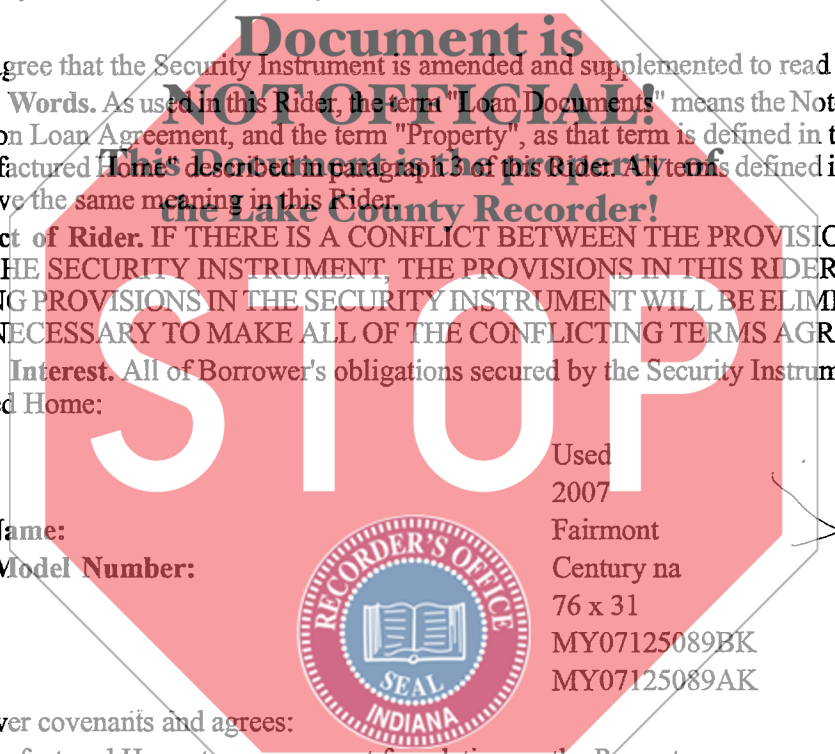 Document is
gree that the Security Instrument is amended and supplemented to read
NOT OFFICIAL!
Words. As used in this Rider, the term "Loan Documents" means the Not
on Loan Agreement, and the term "Property", as that term is defined in t
This Document is the property of
factured Home" described in paragraph 3 of this Rider. All terms defined i
ve the same meaning in this Rider.
the Lake County Recorder!
ct of Rider. IF THERE IS A CONFLICT BETWEEN THE PROVISIO
HE SECURITY INSTRUMENT, THE PROVISIONS IN THIS RIDER
NG PROVISIONS IN THE SECURITY INSTRUMENT WILL BE ELIMI
NECESSARY TO MAKE ALL OF THE CONFLICTING TERMS AGR
STOP
Interest. All of Borrower's obligations secured by the Security Instrum
ed Home:
Used
2007
Name: Fairmont
Model Number: Century na
76 x 31
MY07125089BK
MY07125089AK
RECORDER'S OFFICE
SEAL
INDIANA
ver covenants and agrees: